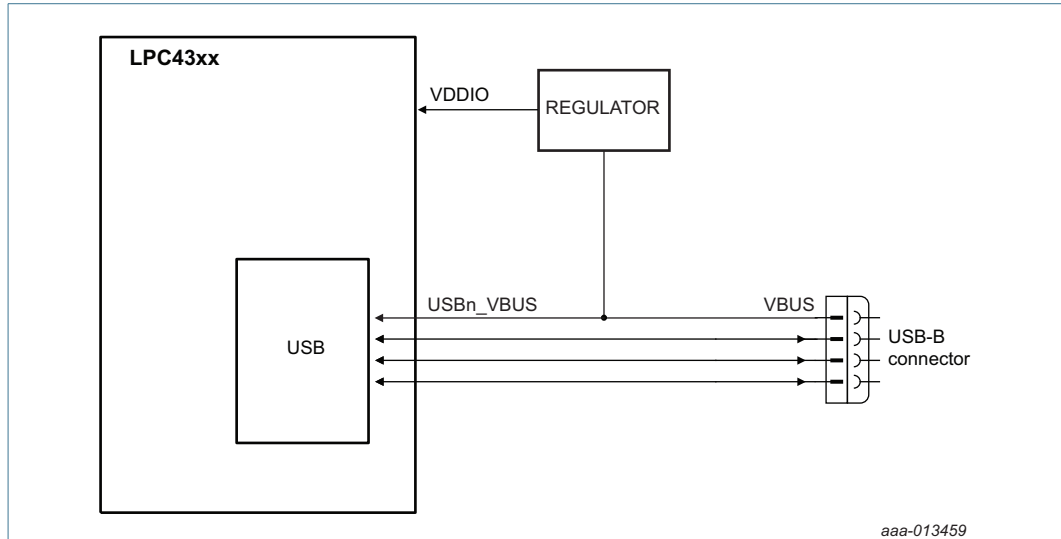 LPC43xx
VDDIO
REGULATOR
USBn_VBUS
VBUS
USB
USB-B
connector
aaa-013459